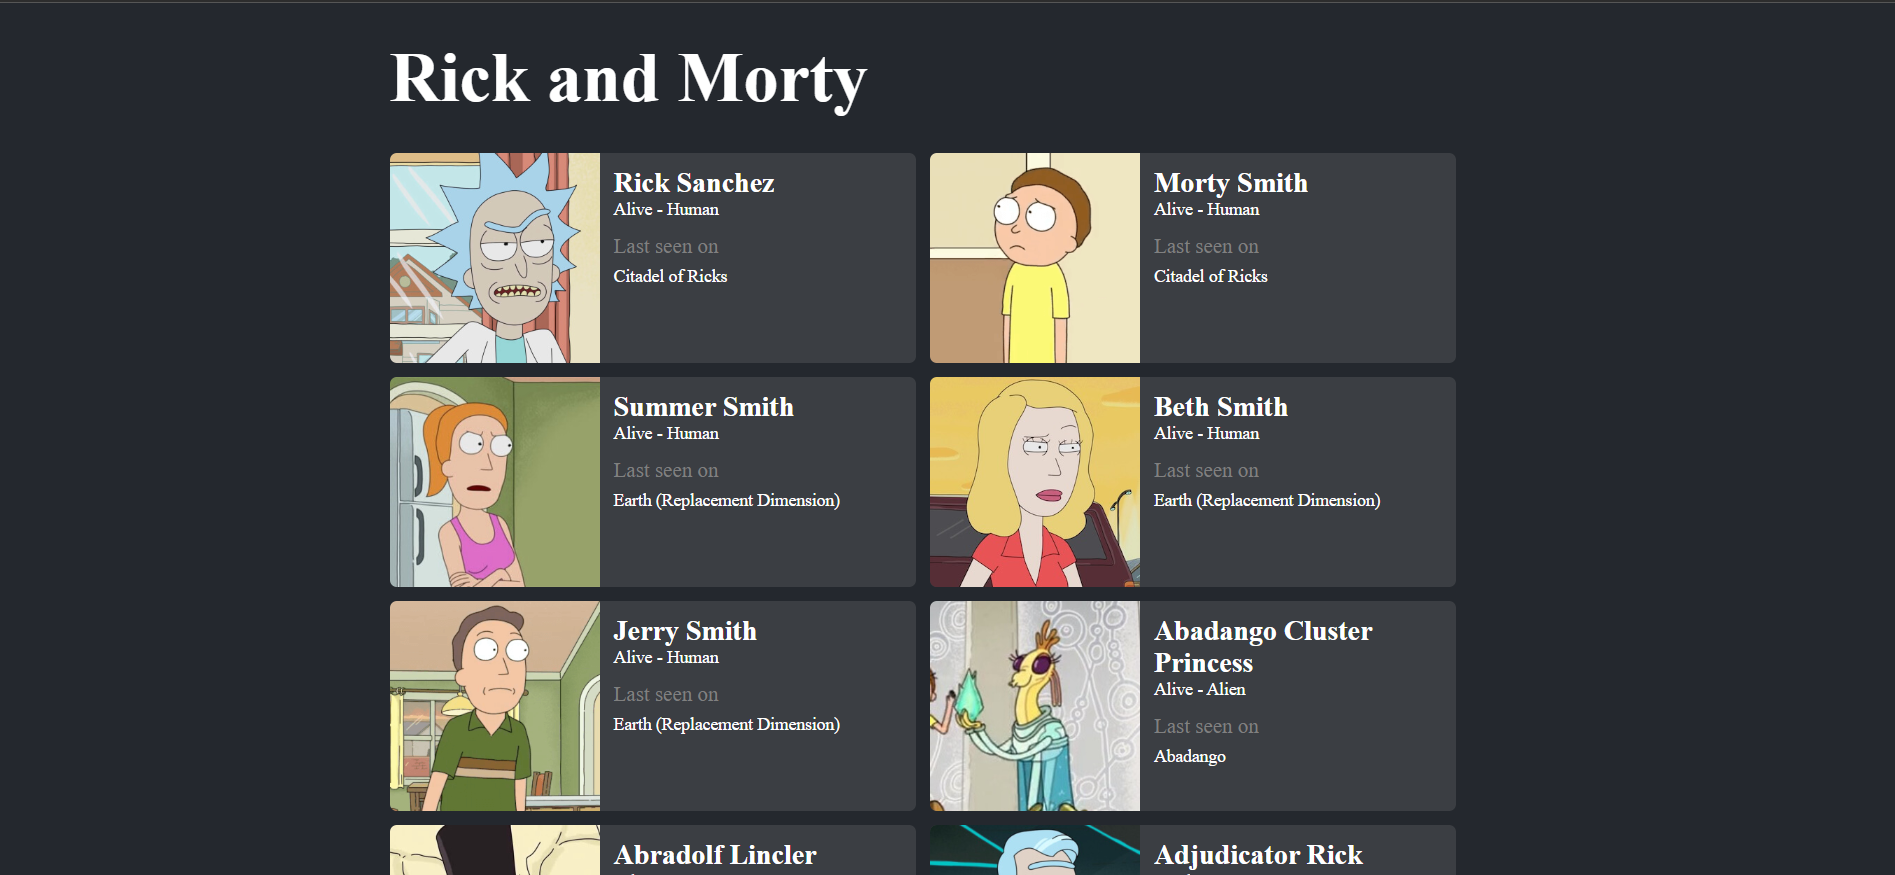 Rick and Morty
Rick Sanchez
Alive - Human
Last seen on
Citadel of Ricks
Morty Smith
Alive - Human
Last seen on
Citadel of Ricks
Summer Smith
Alive - Human
Last seen on
Earth (Replacement Dimension)
Beth Smith
Alive - Human
Last seen on
Earth (Replacement Dimension)
Jerry Smith
Alive - Human
Last seen on
Earth (Replacement Dimension)
Abadango Cluster
Princess
Alive - Alien
Last seen on
Abadango
Abradolf Lincler
Adjudicator Rick